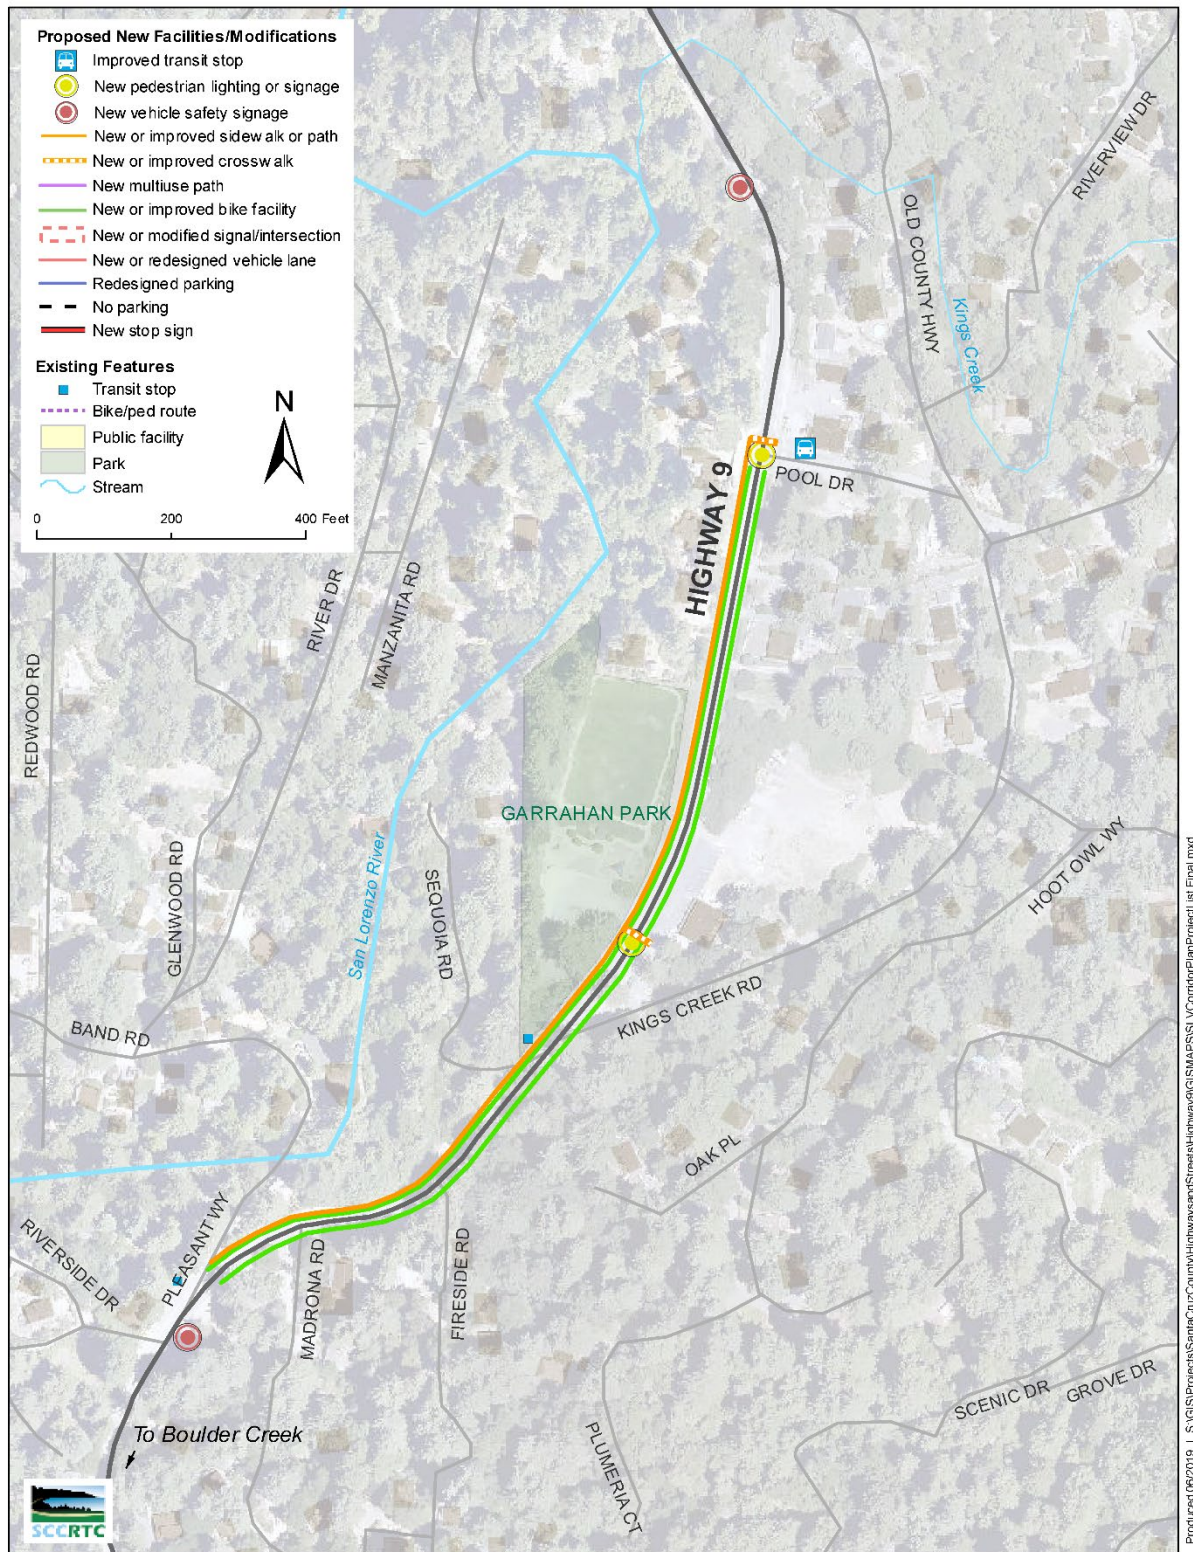 Proposed New Facilities/Modifications
Improved transit stop
New pedestrian lighting or signage
New vehicle safety signage
New or improved sidewalk or path
New or improved crosswalk
New multiuse path
New or improved bike facility
New or modified signal/intersection
New or redesigned vehicle lane
Redesigned parking
No parking
New stop sign
Existing Features
Transit stop
Bike/ped route
Public facility
Park
Stream
N
0 200 400 Feet
RIVERVIEW DR
OLD COUNTY HWY
Kings Creek
HIGHWAY 9
POOL DR
RIVER DR
MANZANITA RD
REDWOOD RD
GARRAHAN PARK
HOOT OWL WY
GLENWOOD RD
San Lorenzo River
SEQUOIA RD
KINGS CREEK RD
BAND RD
OAK PL
PLEASANT WY
RIVERSIDE DR
MADRONA RD
FIRESIDE RD
SCENIC DR
GROVE DR
PLUMERIA CT
To Boulder Creek
SCCRTC
Produced 06/2019